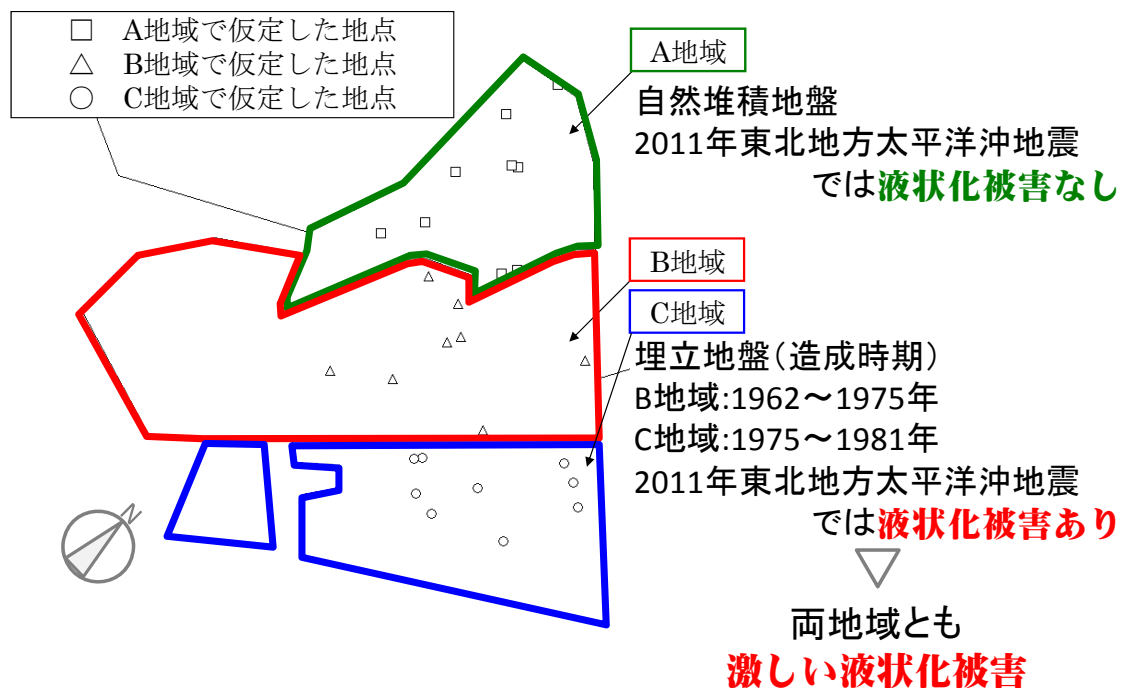 □ A地域で仮定した地点
△ B地域で仮定した地点
○ C地域で仮定した地点
A地域
自然堆積地盤
2011年東北地方太平洋沖地震
では液状化被害なし
B地域
C地域
埋立地盤(造成時期)
B地域:1962～1975年
C地域:1975～1981年
2011年東北地方太平洋沖地震
では液状化被害あり
両地域とも
激しい液状化被害
N